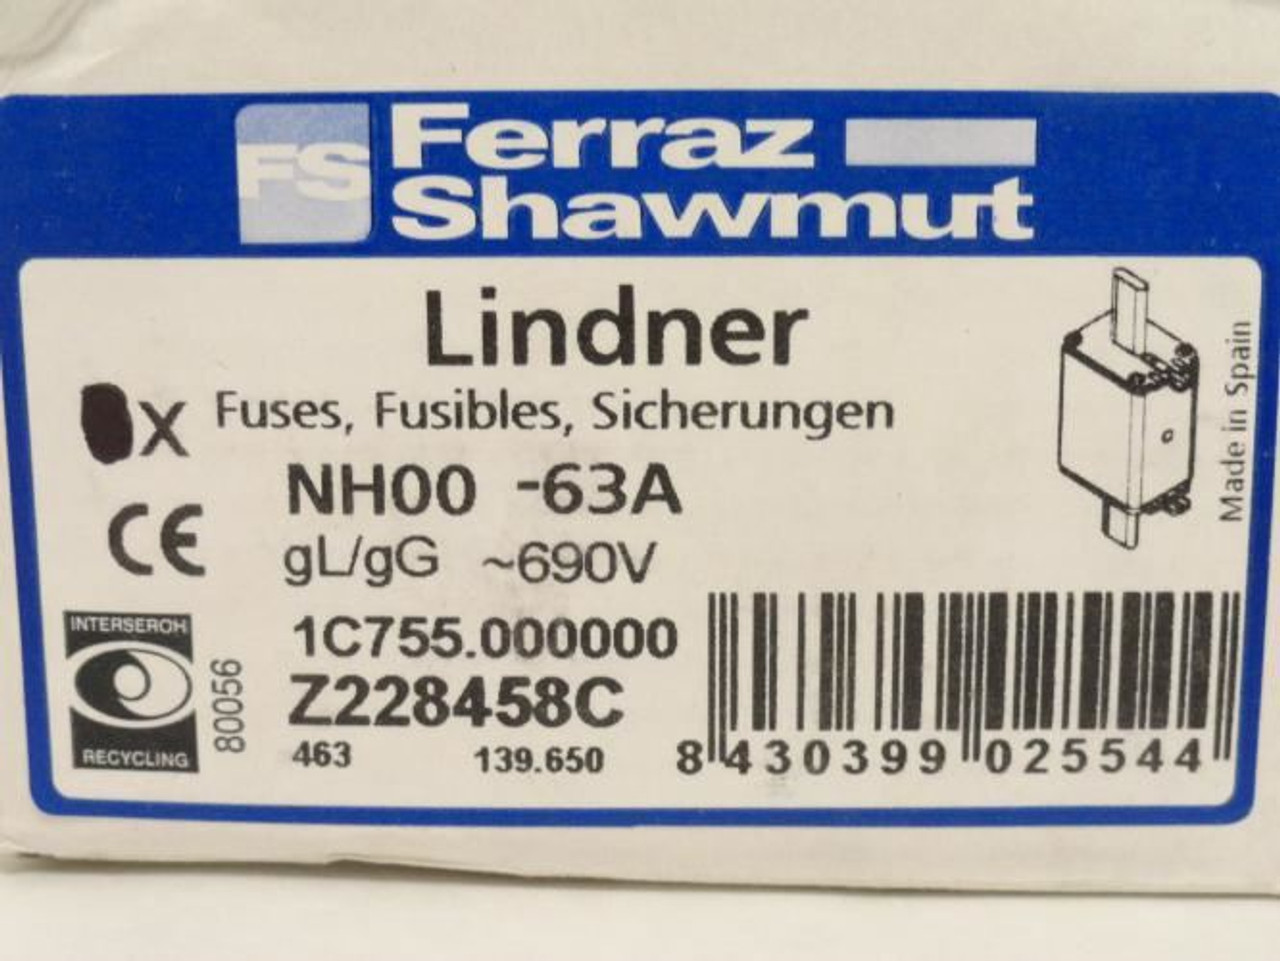 FS Ferraz
Shawmut
Lindner
x Fuses, Fusibles, Sicherungen
NH00 -63A
CE
gL/gG ~690V
1C755.000000
Z228458C
463 139.650
INTERSEROH
RECYCLING
80056
8 430399 025544
Made in Spain